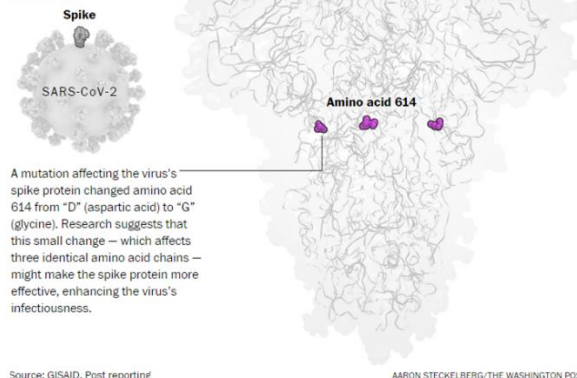 Spike
SARS-CoV-2
Amino acid 614
A mutation affecting the virus's
spike protein changed amino acid
614 from “D” (aspartic acid) to “G”
(glycine). Research suggests that
this small change — which affects
three identical amino acid chains —
might make the spike protein more
effective, enhancing the virus's
infectiousness.
Source: GISAID, Post reporting
AARON STECKELBERG/THE WASHINGTON POS